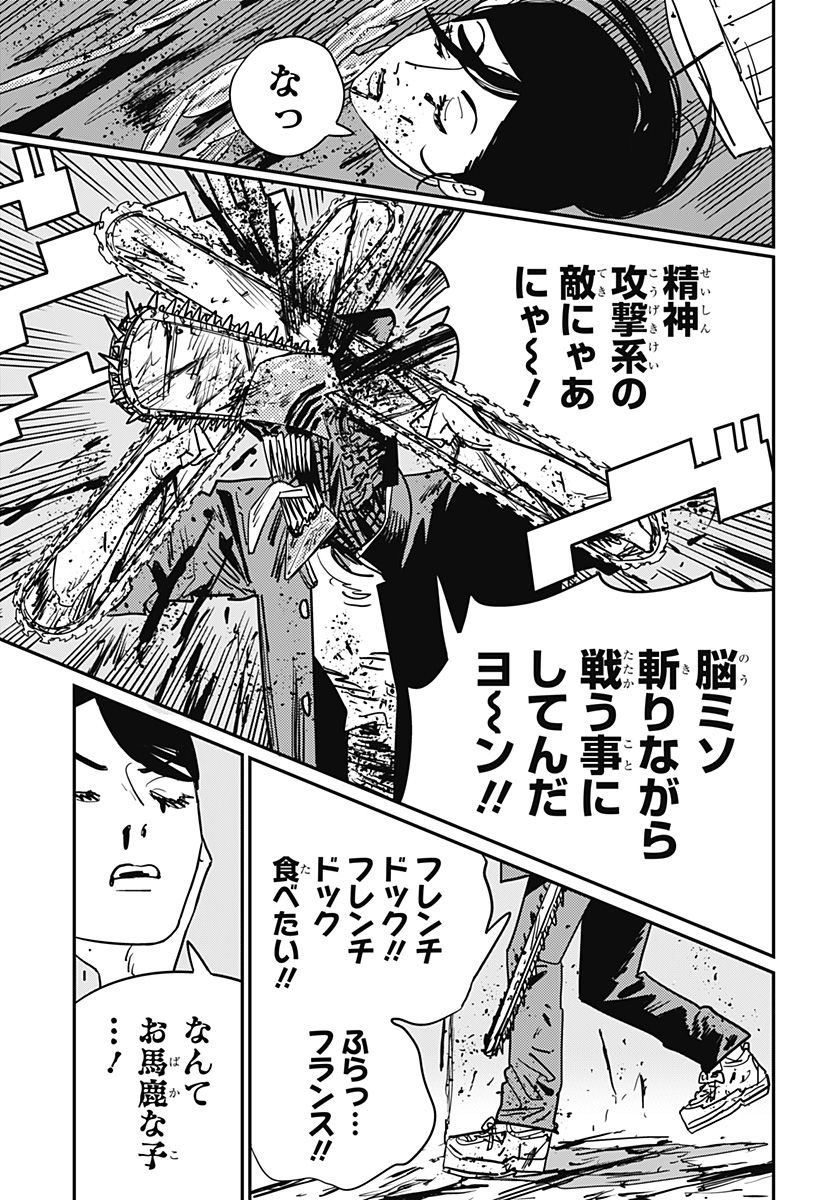 なっ
精神
攻撃系の
敵にゃあ
にゃ〜！
脳ミソ
斬りながら
戦う事に
してんだ
ヨ〜ン!!
フレンチ
ドック!!
フレンチ
ドック
食べたい!!
ふらっ…
フランス!!
なんて
お馬鹿な子
…！